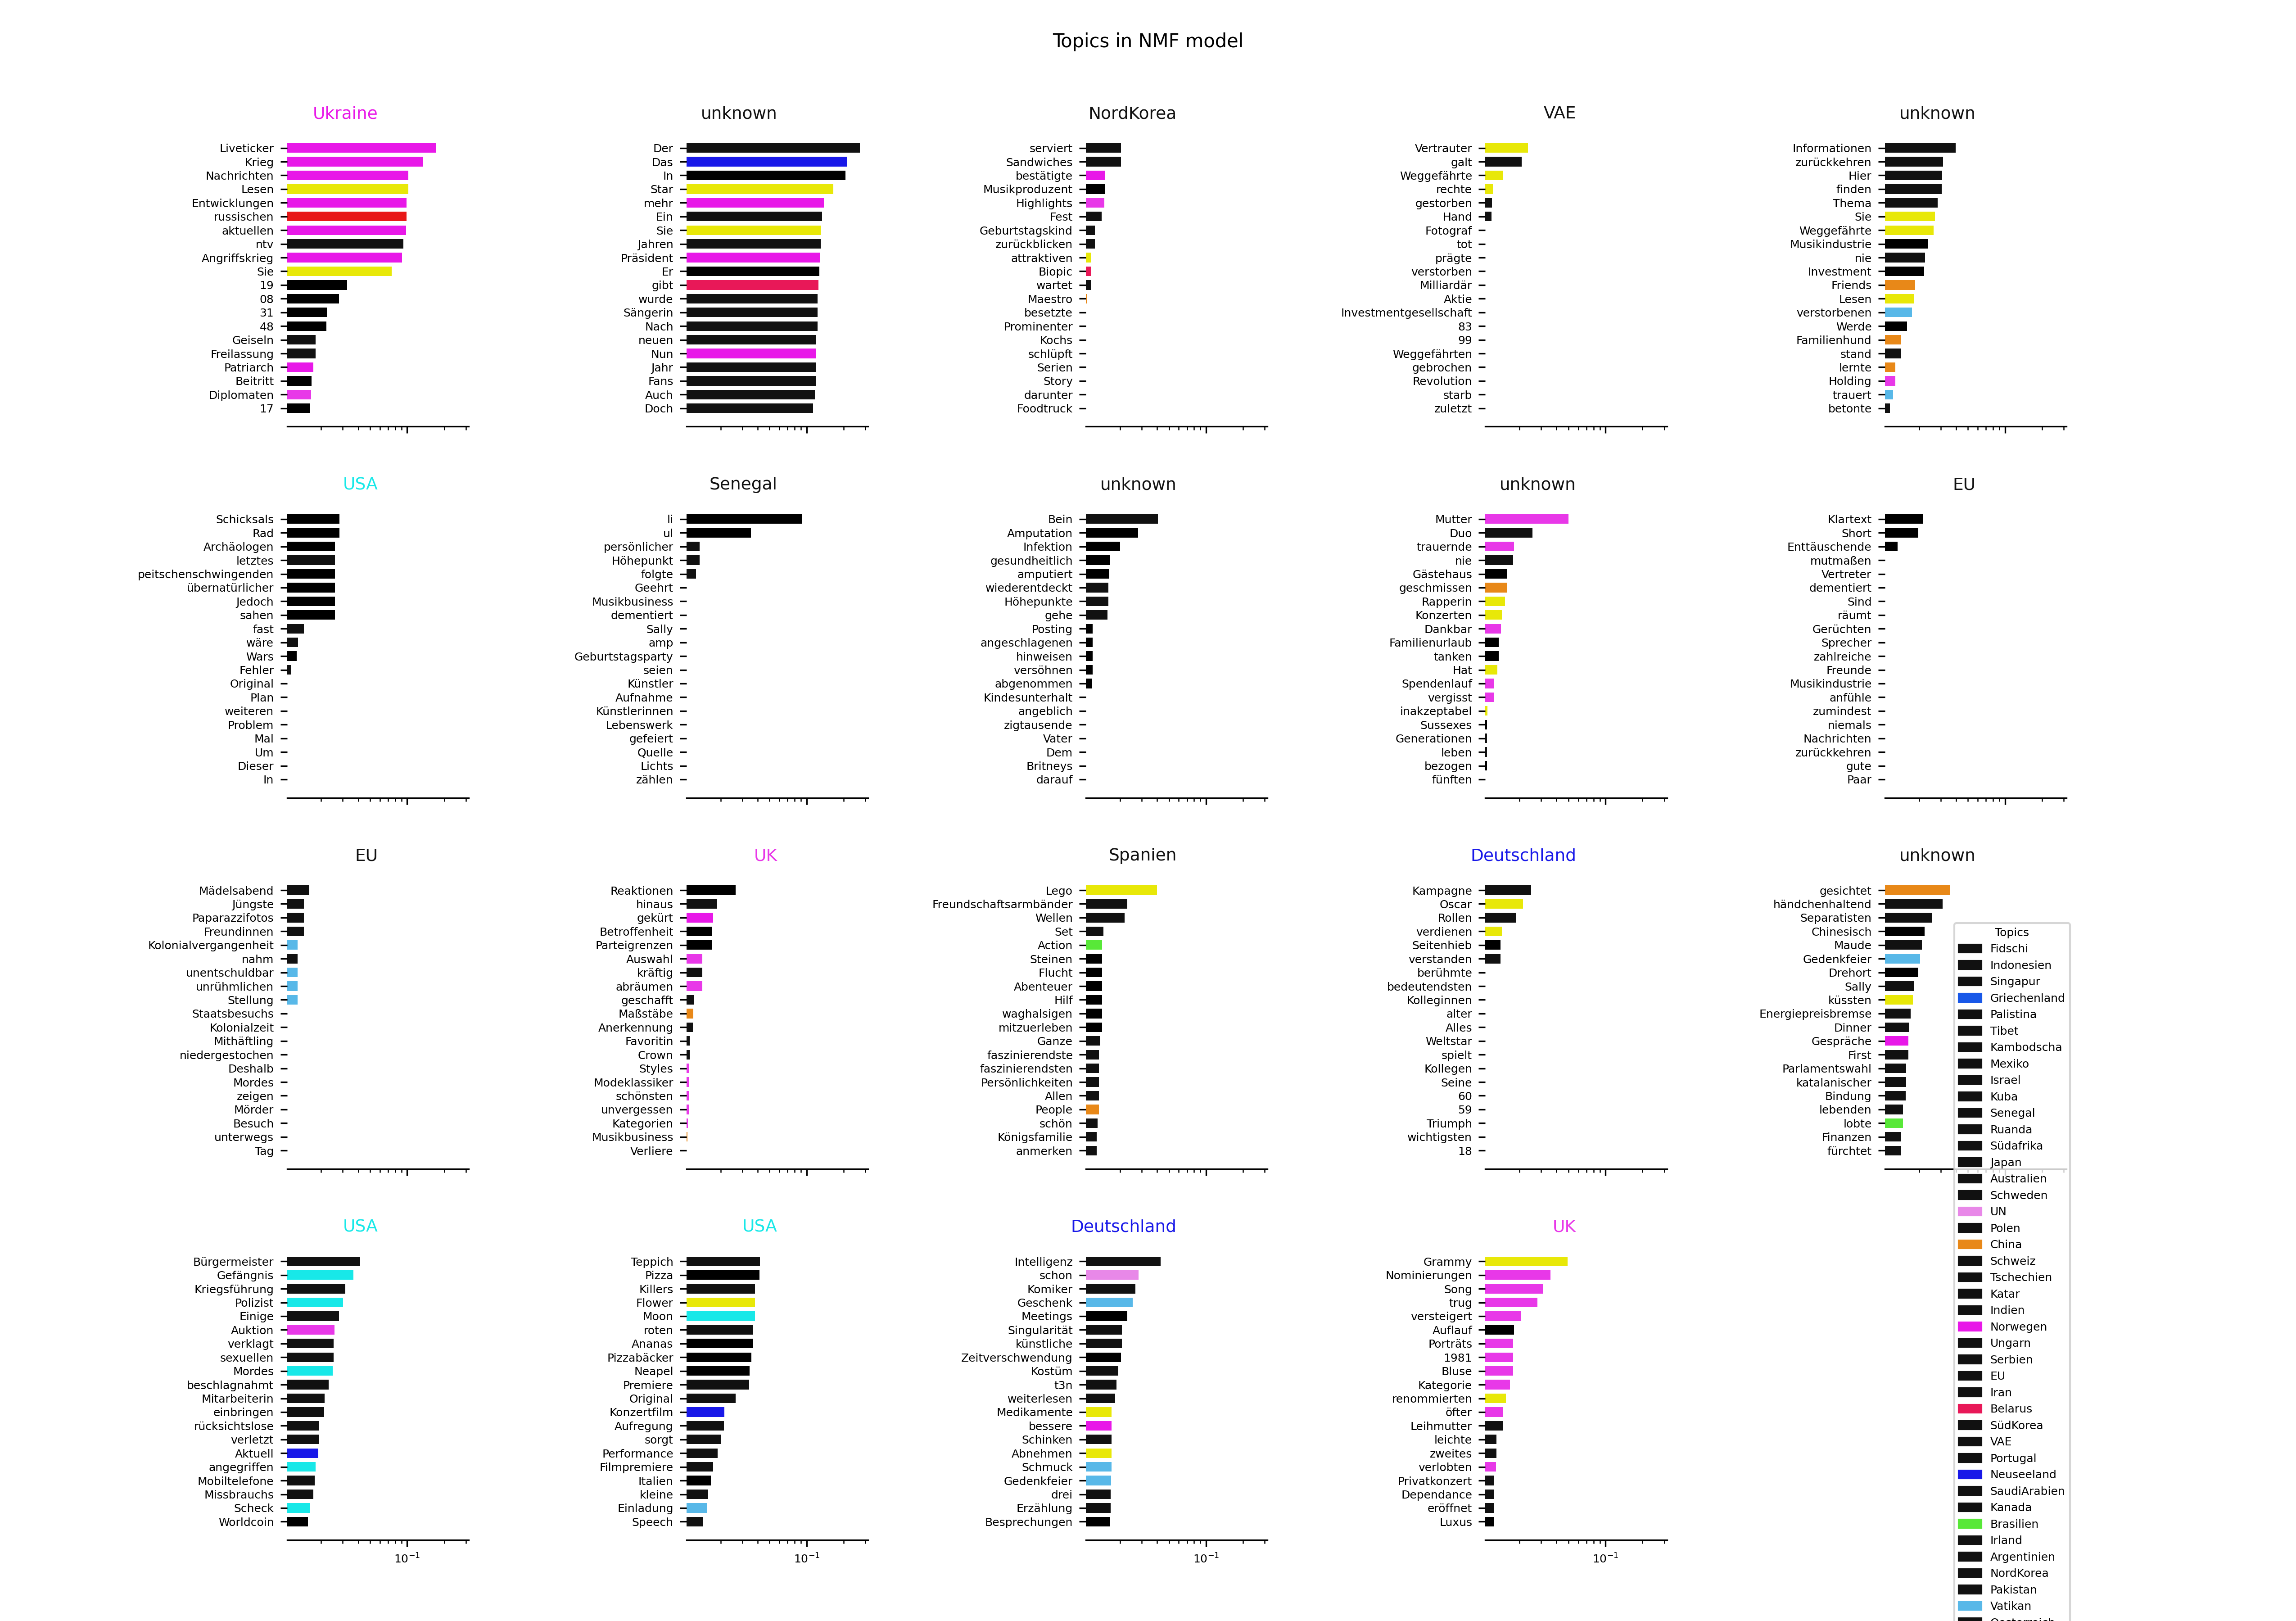 Topics in NMF model
Ukraine
Liveticker
Krieg
Nachrichten
Lesen
Entwicklungen
russischen
aktuellen
ntv
Angriffskrieg
Sie
19
08
31
48
Geiseln
Freilassung
Patriarch
Beitritt
Diplomaten
17
unknown
Der
Das
In
Star
mehr
Ein
Sie
Jahren
Präsident
Er
gibt
wurde
Sängerin
Nach
neuen
Nun
Jahr
Fans
Auch
Doch
NordKorea
serviert
Sandwiches
bestätigte
Musikproduzent
Highlights
Fest
Geburtstagskind
zurückblicken
attraktiven
Biopic
wartet
Maestro
besetzte
Prominenter
Kochs
schlüpft
Serien
Story
darunter
Foodtruck
VAE
Vertrauter
galt
Weggefährte
rechte
gestorben
Hand
Fotograf
tot
prägte
verstorben
Milliardär
Aktie
Investmentgesellschaft
83
99
Weggefährten
gebrochen
Revolution
starb
zuletzt
unknown
Informationen
zurückkehren
Hier
finden
Thema
Sie
Weggefährte
Musikindustrie
nie
Investment
Friends
Lesen
verstorbenen
Werde
Familienhund
stand
lernte
Holding
trauert
betonte
USA
Schicksals
Rad
Archäologen
letztes
peitschenschwingenden
übernatürlicher
Jedoch
sahen
fast
wäre
Wars
Fehler
Original
Plan
weiteren
Problem
Mal
Um
Dieser
In
Senegal
li
ul
persönlicher
Höhepunkt
folgte
Geehrt
Musikbusiness
dementiert
Sally
amp
Geburtstagsparty
seien
Künstler
Aufnahme
Künstlerinnen
Lebenswerk
gefeiert
Quelle
Lichts
zählen
unknown
Bein
Amputation
Infektion
gesundheitlich
amputiert
wiederentdeckt
Höhepunkte
gehe
Posting
angeschlagenen
hinweisen
versöhnen
abgenommen
Kindesunterhalt
angeblich
zigtausende
Vater
Dem
Britneys
darauf
unknown
Mutter
Duo
trauernde
nie
Gästehaus
geschmissen
Rapperin
Konzerten
Dankbar
Familienurlaub
tanken
Hat
Spendenlauf
vergisst
inakzeptabel
Sussexes
Generationen
leben
bezogen
fünften
EU
Klartext
Short
Enttäuschende
mutmaßen
Vertreter
dementiert
Sind
räumt
Gerüchten
Sprecher
zahlreiche
Freunde
Musikindustrie
anfühle
zumindest
niemals
Nachrichten
zurückkehren
gute
Paar
EU
Mädelsabend
Jüngste
Paparazzifotos
Freundinnen
Kolonialvergangenheit
nahm
unentschuldbar
unrühmlichen
Stellung
Staatsbesuchs
Kolonialzeit
Mithäftling
niedergestochen
Deshalb
Mordes
zeigen
Mörder
Besuch
unterwegs
Tag
UK
Reaktionen
hinaus
gekürt
Betroffenheit
Parteigrenzen
Auswahl
kräftig
abräumen
geschafft
Maßstäbe
Anerkennung
Favoritin
Crown
Styles
Modeklassiker
schönsten
unvergessen
Kategorien
Musikbusiness
Verliere
Spanien
Lego
Freundschaftsarmbänder
Wellen
Set
Action
Steinen
Flucht
Abenteuer
Hilf
waghalsigen
mitzuerleben
Ganze
faszinierendste
faszinierendsten
Persönlichkeiten
Allen
People
schön
Königsfamilie
anmerken
Deutschland
Kampagne
Oscar
Rollen
verdienen
Seitenhieb
verstanden
berühmte
bedeutendsten
Kolleginnen
alter
Alles
Weltstar
spielt
Kollegen
Seine
60
59
Triumph
wichtigsten
18
unknown
gesichtet
händchenhaltend
Separatisten
Chinesisch
Maude
Gedenkfeier
Drehort
Sally
küssten
Energiepreisbremse
Dinner
Gespräche
First
Parlamentswahl
katalanischer
Bindung
lebenden
lobte
Finanzen
fürchtet
USA
Bürgermeister
Gefängnis
Kriegsführung
Polizist
Einige
Auktion
verklagt
sexuellen
Mordes
beschlagnahmt
Mitarbeiterin
einbringen
rücksichtslose
verletzt
Aktuell
angegriffen
Mobiltelefone
Missbrauchs
Scheck
Worldcoin
10⁻¹
USA
Teppich
Pizza
Killers
Flower
Moon
roten
Ananas
Pizzabäcker
Neapel
Premiere
Original
Konzertfilm
Aufregung
sorgt
Performance
Filmpremiere
Italien
kleine
Einladung
Speech
10⁻¹
Deutschland
Intelligenz
schon
Komiker
Geschenk
Meetings
Singularität
künstliche
Zeitverschwendung
Kostüm
t3n
weiterlesen
Medikamente
bessere
Schinken
Abnehmen
Schmuck
Gedenkfeier
drei
Erzählung
Besprechungen
10⁻¹
UK
Grammy
Nominierungen
Song
trug
versteigert
Auflauf
Porträts
1981
Bluse
Kategorie
renommierten
öfter
Leihmutter
leichte
zweites
verlobten
Privatkonzert
Dependance
eröffnet
Luxus
10⁻¹
Topics
Fidschi
Indonesien
Singapur
Griechenland
Palistina
Tibet
Kambodscha
Mexiko
Israel
Kuba
Senegal
Ruanda
Südafrika
Japan
Australien
Schweden
UN
Polen
China
Schweiz
Tschechien
Katar
Indien
Norwegen
Ungarn
Serbien
EU
Iran
Belarus
SüdKorea
VAE
Portugal
Neuseeland
SaudiArabien
Kanada
Brasilien
Irland
Argentinien
NordKorea
Pakistan
Vatikan